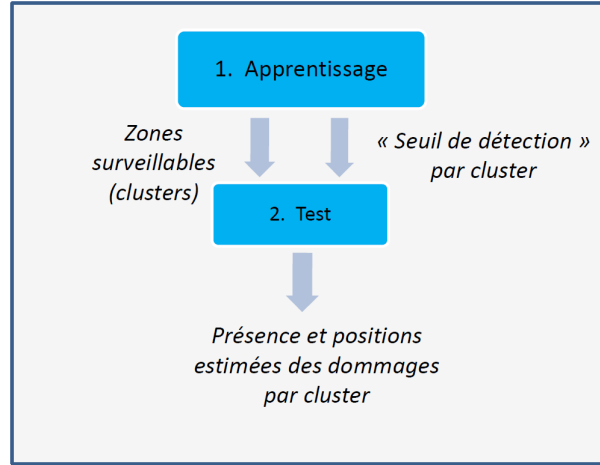 1. Apprentissage
Zones
surveillables
(clusters)
« Seuil de détection »
par cluster
2. Test
Présence et positions
estimées des dommages
par cluster